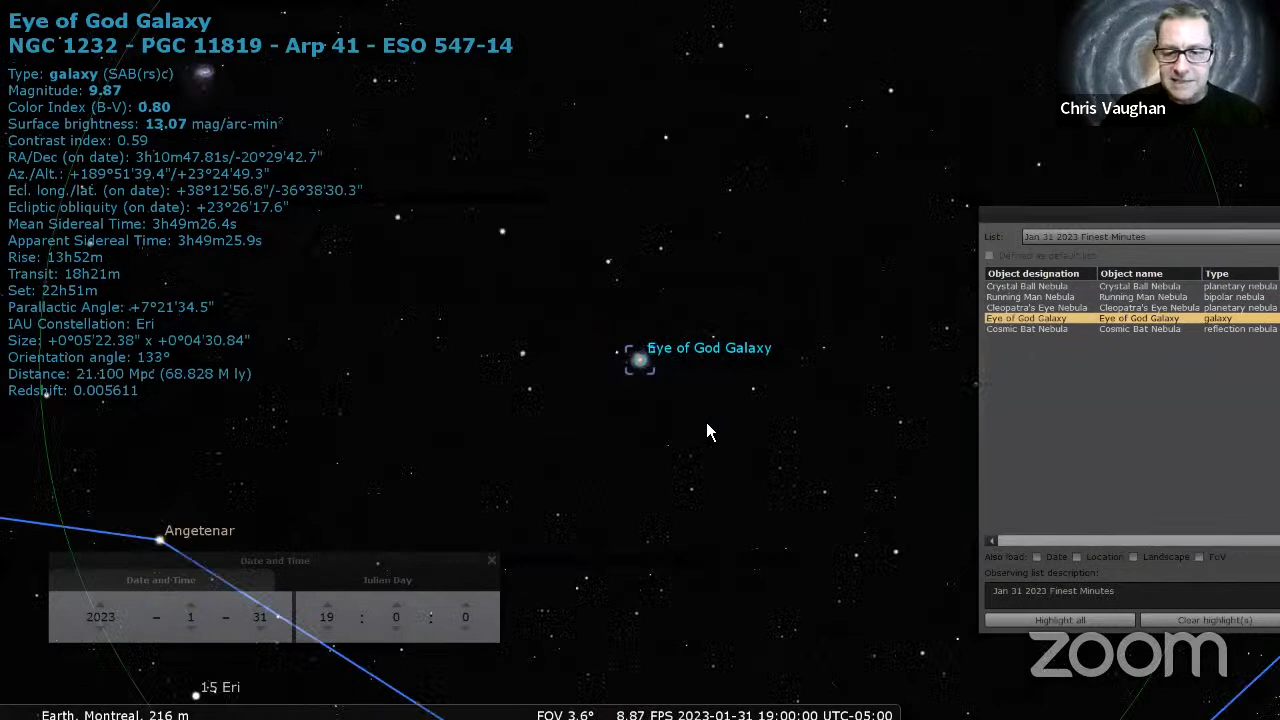 Eye of God Galaxy
NGC 1232 - PGC 11819 - Arp 41 - ESO 547-14
Type: galaxy (SAB(rs)c)
Magnitude: 9.87
Color Index (B-V): 0.80
Surface brightness: 13.07 mag/arc-min²
Contrast index: 0.59
RA/Dec (on date): 3h10m47.81s/-20°29'42.7"
Az./Alt.: +189°51'39.4"/+23°24'49.3"
Ecl. long./lat. (on date): +38°12'56.8"/-36°38'30.3"
Ecliptic obliquity (on date): +23°26'17.6"
Mean Sidereal Time: 3h49m26.4s
Apparent Sidereal Time: 3h49m25.9s
Rise: 13h52m
Transit: 18h21m
Set: 22h51m
Parallactic Angle: +7°21'34.5"
IAU Constellation: Eri
Size: +0°05'22.38" x +0°04'30.84"
Orientation angle: 133°
Distance: 21.100 Mpc (68.828 M ly)
Redshift: 0.005611
Chris Vaughan
List: Jan 31 2023 Finest Minutes
Defined as default list
Object designation Object name Type
Crystal Ball Nebula Crystal Ball Nebula planetary nebula
Running Man Nebula Running Man Nebula bipolar nebula
Cleopatra's Eye Nebula Cleopatra's Eye Nebula planetary nebula
Eye of God Galaxy Eye of God Galaxy galaxy
Cosmic Bat Nebula Cosmic Bat Nebula reflection nebula
Eye of God Galaxy
Angetenar
Date and Time
Date and Time Julian Day
2023 - 1 - 31 19 : 0 : 0
Also load: Date Location Landscape FoV
Observing list description:
Jan 31 2023 Finest Minutes
Highlight all Clear highlight(s)
zoom
15 Eri
Earth, Montreal, 216 m FOV 3.6° 8.87 FPS 2023-01-31 19:00:00 UTC-05:00